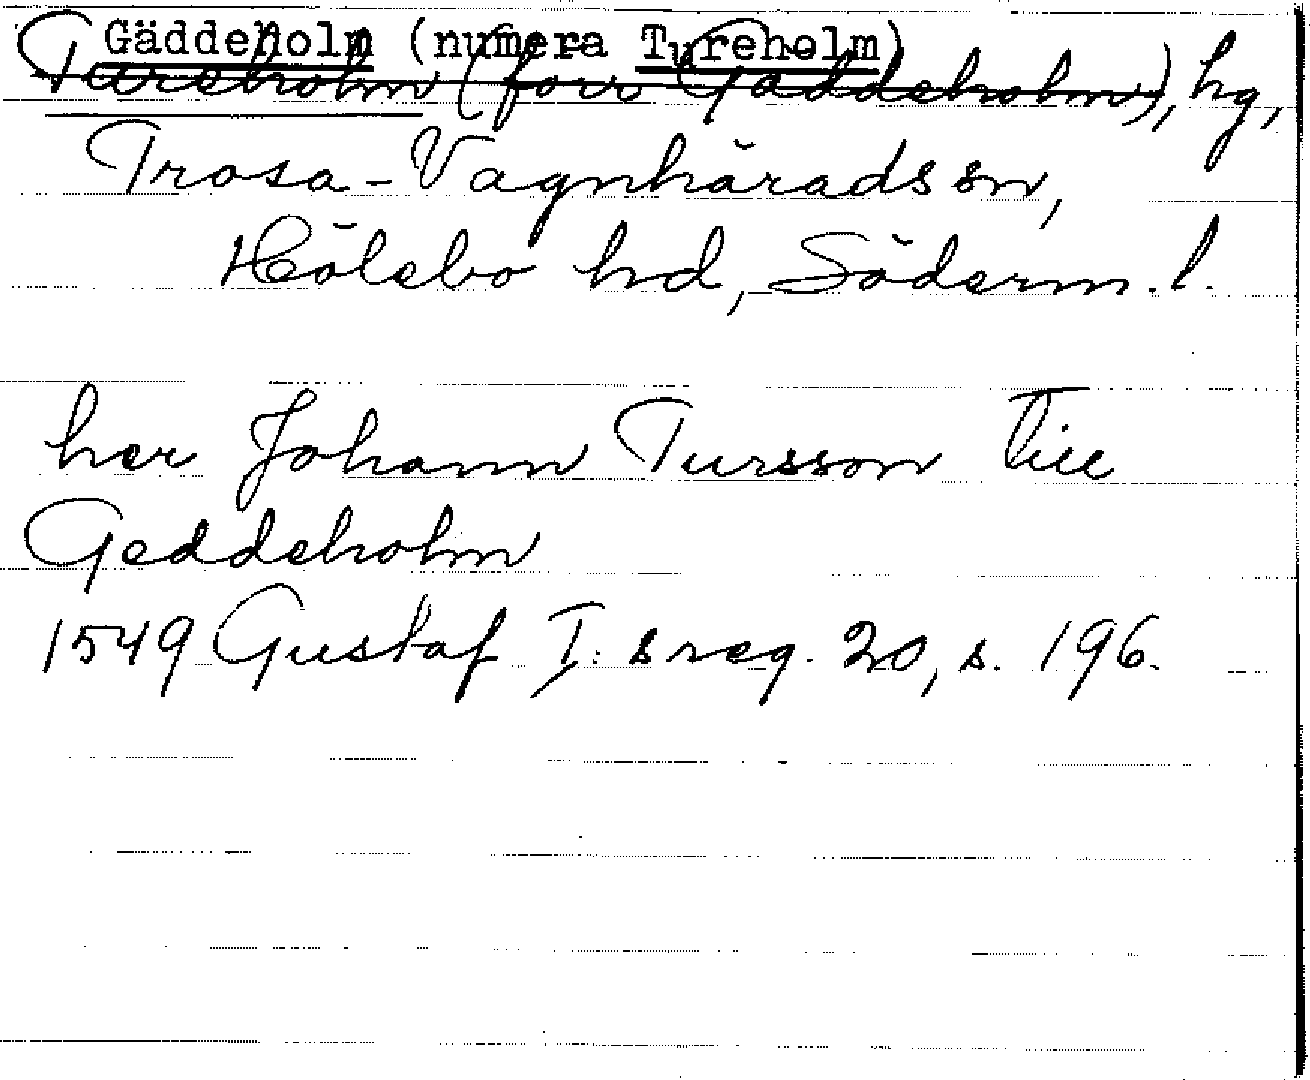 Gäddeholm (numera Tureholm)
Tureholm (förr Gäddeholm), hg,
Trosa-Vagnhärads sn,
Hölebo hd, Söderm. l.
her Johann Tursson till
Geddeholm
1549 Gustaf I:s reg. 20, s. 196.